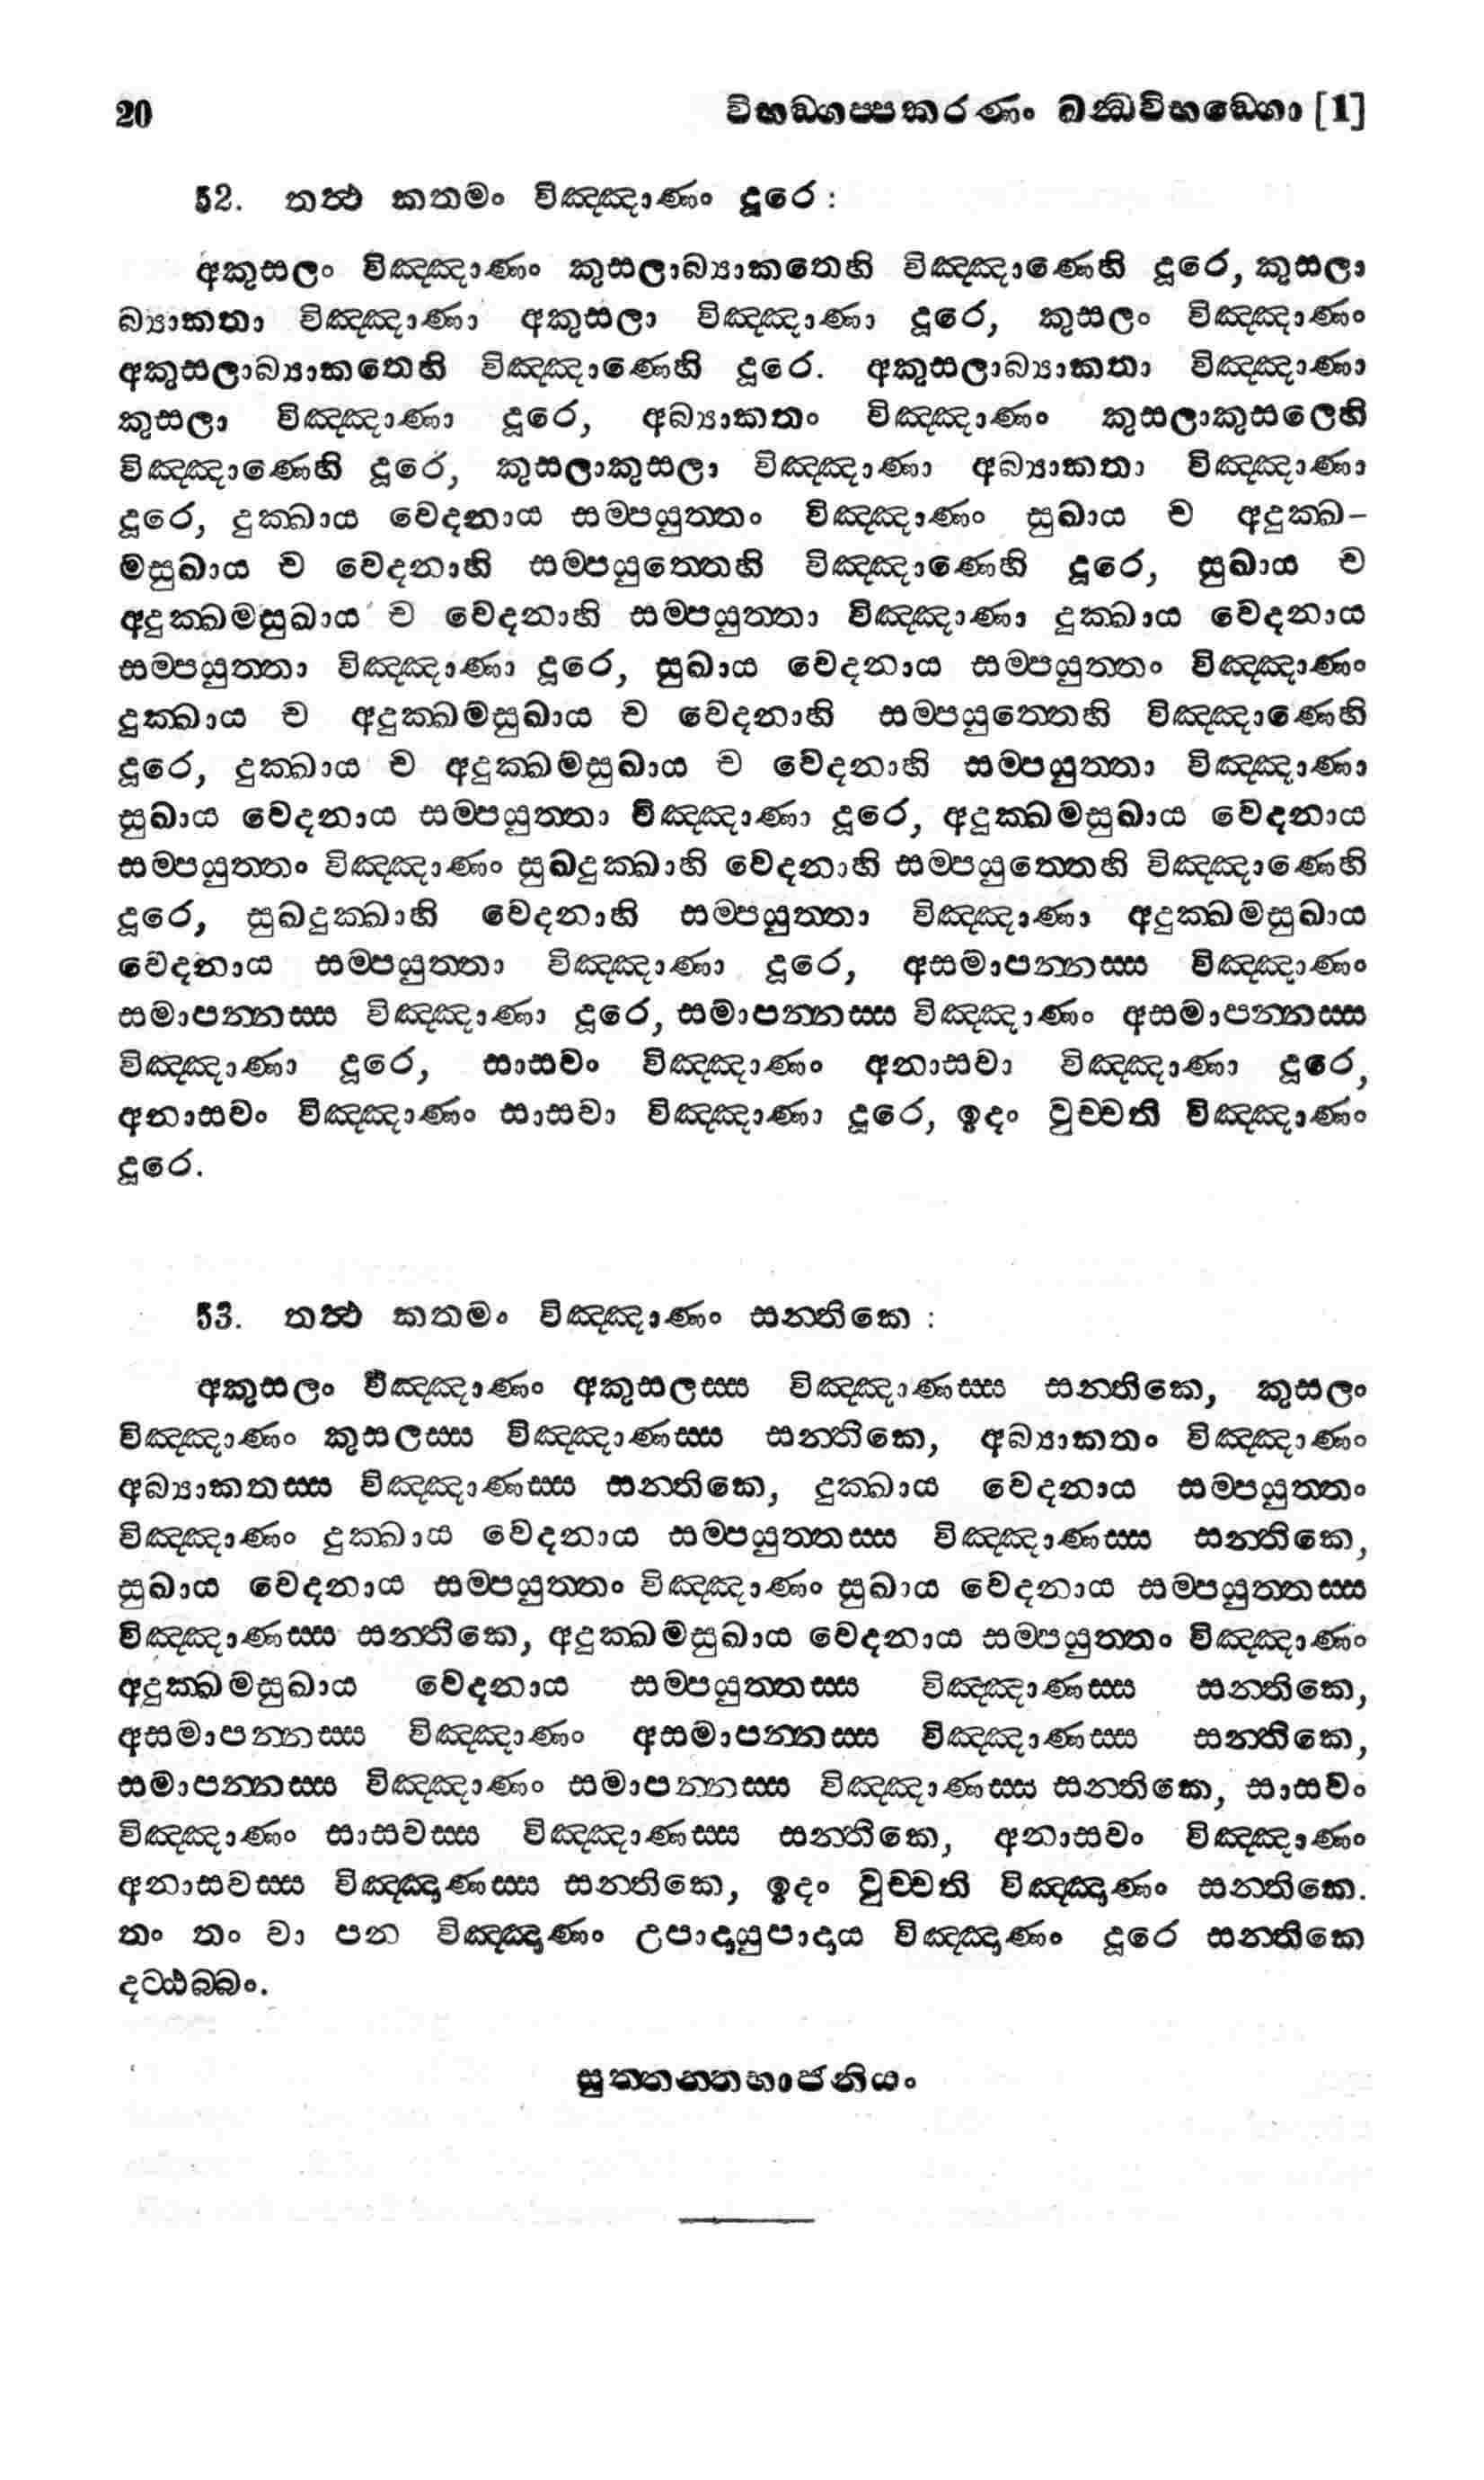 20 විභඞ‍්ගප‍්පකරණං ඛන්‍ධවිභඞ‍්ගො [1]
52. තත්‍ථ කතමං විඤ‍්ඤාණං දූරෙ :
අකුසලං විඤ‍්ඤාණං කුසලාබ්‍යාකතෙහි විඤ‍්ඤාණෙහි දූරෙ, කුසලා
බ්‍යාකතා විඤ‍්ඤාණා අකුසලා විඤ‍්ඤාණා දූරෙ, කුසලං විඤ‍්ඤාණං
අකුසලාබ්‍යාකතෙහි විඤ‍්ඤාණෙහි දූරෙ. අකුසලාබ්‍යාකතා විඤ‍්ඤාණා
කුසලා විඤ‍්ඤාණා දූරෙ, අබ්‍යාකතං විඤ‍්ඤාණං කුසලාකුසලෙහි
විඤ‍්ඤාණෙහි දූරෙ, කුසලාකුසලා විඤ‍්ඤාණා අබ්‍යාකතා විඤ‍්ඤාණා
දූරෙ, දුක‍්ඛාය වෙදනාය සම‍්පයුත‍්තං විඤ‍්ඤාණං සුඛාය ච අදුක‍්ඛ-
මසුඛාය ච වෙදනාහි සම‍්පයුත‍්තෙහි විඤ‍්ඤාණෙහි දූරෙ, සුඛාය ච
අදුක‍්ඛමසුඛාය ච වෙදනාහි සම‍්පයුත‍්තා විඤ‍්ඤාණා දුක‍්ඛාය වෙදනාය
සම‍්පයුත‍්තා විඤ‍්ඤාණා දූරෙ, සුඛාය වෙදනාය සම‍්පයුත‍්තං විඤ‍්ඤාණං
දුක‍්ඛාය ච අදුක‍්ඛමසුඛාය ච වෙදනාහි සම‍්පයුත‍්තෙහි විඤ‍්ඤාණෙහි
දූරෙ, දුක‍්ඛාය ච අදුක‍්ඛමසුඛාය ච වෙදනාහි සම‍්පයුත‍්තා විඤ‍්ඤාණා
සුඛාය වෙදනාය සම‍්පයුත‍්තා විඤ‍්ඤාණා දූරෙ, අදුක‍්ඛමසුඛාය වෙදනාය
සම‍්පයුත‍්තං විඤ‍්ඤාණං සුඛදුක‍්ඛාහි වෙදනාහි සම‍්පයුත‍්තෙහි විඤ‍්ඤාණෙහි
දූරෙ, සුඛදුක‍්ඛාහි වෙදනාහි සම‍්පයුත‍්තා විඤ‍්ඤාණා අදුක‍්ඛමසුඛාය
වෙදනාය සම‍්පයුත‍්තා විඤ‍්ඤාණා දූරෙ, අසමාපන‍්නස‍්ස විඤ‍්ඤාණං
සමාපන‍්නස‍්ස විඤ‍්ඤාණා දූරෙ, සමාපන‍්නස‍්ස විඤ‍්ඤාණං අසමාපන‍්නස‍්ස
විඤ‍්ඤාණා දූරෙ, සාසවං විඤ‍්ඤාණං අනාසවා විඤ‍්ඤාණා දූරෙ,
අනාසවං විඤ‍්ඤාණං සාසවා විඤ‍්ඤාණා දූරෙ, ඉදං වුච‍්චති විඤ‍්ඤාණං
දූරෙ.
53. තත්‍ථ කතමං විඤ‍්ඤාණං සන‍්තිකෙ :
අකුසලං විඤ‍්ඤාණං අකුසලස‍්ස විඤ‍්ඤාණස‍්ස සන‍්තිකෙ, කුසලං
විඤ‍්ඤාණං කුසලස‍්ස විඤ‍්ඤාණස‍්ස සන‍්තිකෙ, අබ්‍යාකතං විඤ‍්ඤාණං
අබ්‍යාකතස‍්ස විඤ‍්ඤාණස‍්ස සන‍්තිකෙ, දුක‍්ඛාය වෙදනාය සම‍්පයුත‍්තං
විඤ‍්ඤාණං දුක‍්ඛාය වෙදනාය සම‍්පයුත‍්තස‍්ස විඤ‍්ඤාණස‍්ස සන‍්තිකෙ,
සුඛාය වෙදනාය සම‍්පයුත‍්තං විඤ‍්ඤාණං සුඛාය වෙදනාය සම‍්පයුත‍්තස‍්ස
විඤ‍්ඤාණස‍්ස සන‍්තිකෙ, අදුක‍්ඛමසුඛාය වෙදනාය සම‍්පයුත‍්තං විඤ‍්ඤාණං
අදුක‍්ඛමසුඛාය වෙදනාය සම‍්පයුත‍්තස‍්ස විඤ‍්ඤාණස‍්ස සන‍්තිකෙ,
අසමාපන‍්නස‍්ස විඤ‍්ඤාණං අසමාපන‍්නස‍්ස විඤ‍්ඤාණස‍්ස සන‍්තිකෙ,
සමාපන‍්නස‍්ස විඤ‍්ඤාණං සමාපන‍්නස‍්ස විඤ‍්ඤාණස‍්ස සන‍්තිකෙ, සාසවං
විඤ‍්ඤාණං සාසවස‍්ස විඤ‍්ඤාණස‍්ස සන‍්තිකෙ, අනාසවං විඤ‍්ඤාණං
අනාසවස‍්ස විඤ‍්ඤාණස‍්ස සන‍්තිකෙ, ඉදං වුච‍්චති විඤ‍්ඤාණං සන‍්තිකෙ.
තං තං වා පන විඤ‍්ඤාණං උපාදායුපාදාය විඤ‍්ඤාණං දූරෙ සන‍්තිකෙ
දට‍්ඨබ‍්බං.
සුත‍්තන‍්තභාජනියං